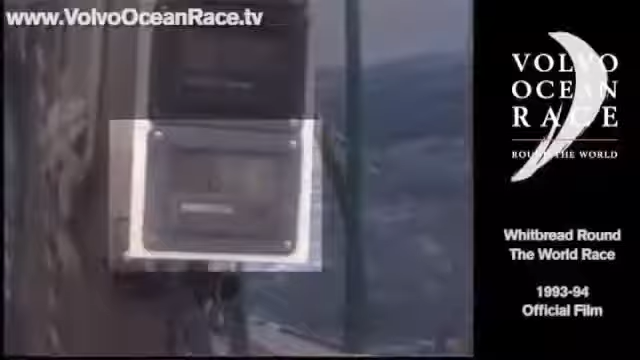 www.VolvoOceanRace.tv
VOLVO
OCEAN
RACE
ROUND THE WORLD
Whitbread Round
The World Race
1993-94
Official Film